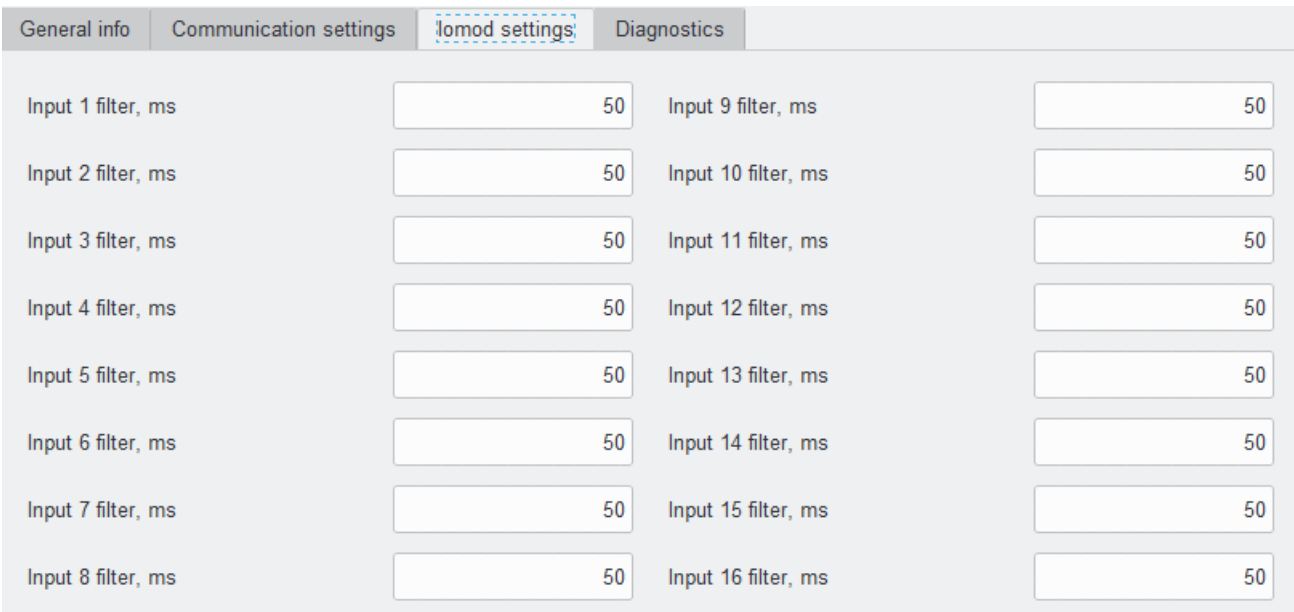 General info Communication settings Iomod settings Diagnostics
Input 1 filter, ms 50 Input 9 filter, ms 50
Input 2 filter, ms 50 Input 10 filter, ms 50
Input 3 filter, ms 50 Input 11 filter, ms 50
Input 4 filter, ms 50 Input 12 filter, ms 50
Input 5 filter, ms 50 Input 13 filter, ms 50
Input 6 filter, ms 50 Input 14 filter, ms 50
Input 7 filter, ms 50 Input 15 filter, ms 50
Input 8 filter, ms 50 Input 16 filter, ms 50